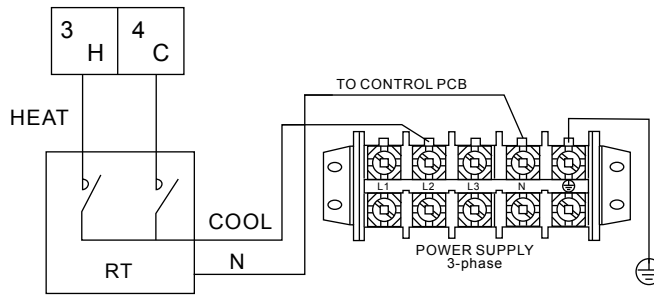 3 4
H C
TO CONTROL PCB
HEAT
L1 L2 L3 N
COOL
POWER SUPPLY
3-phase
N
RT